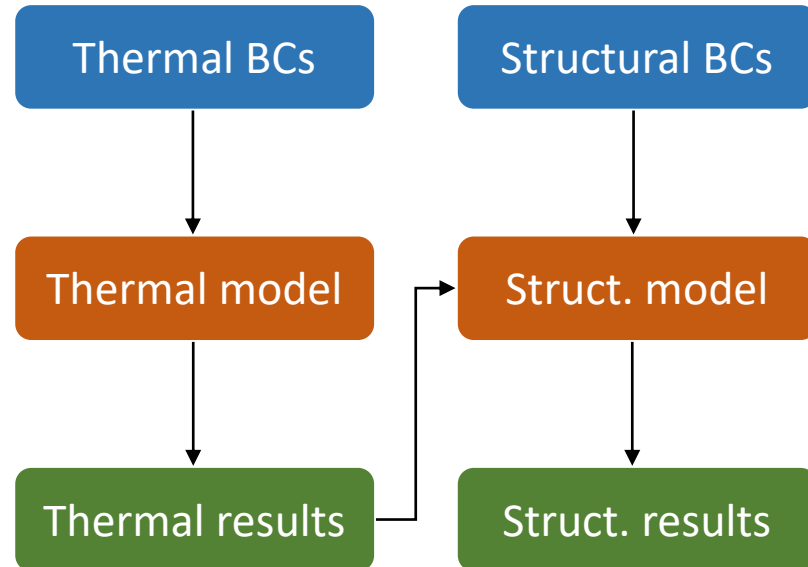 Thermal BCs
Structural BCs
Thermal model
Struct. model
Thermal results
Struct. results